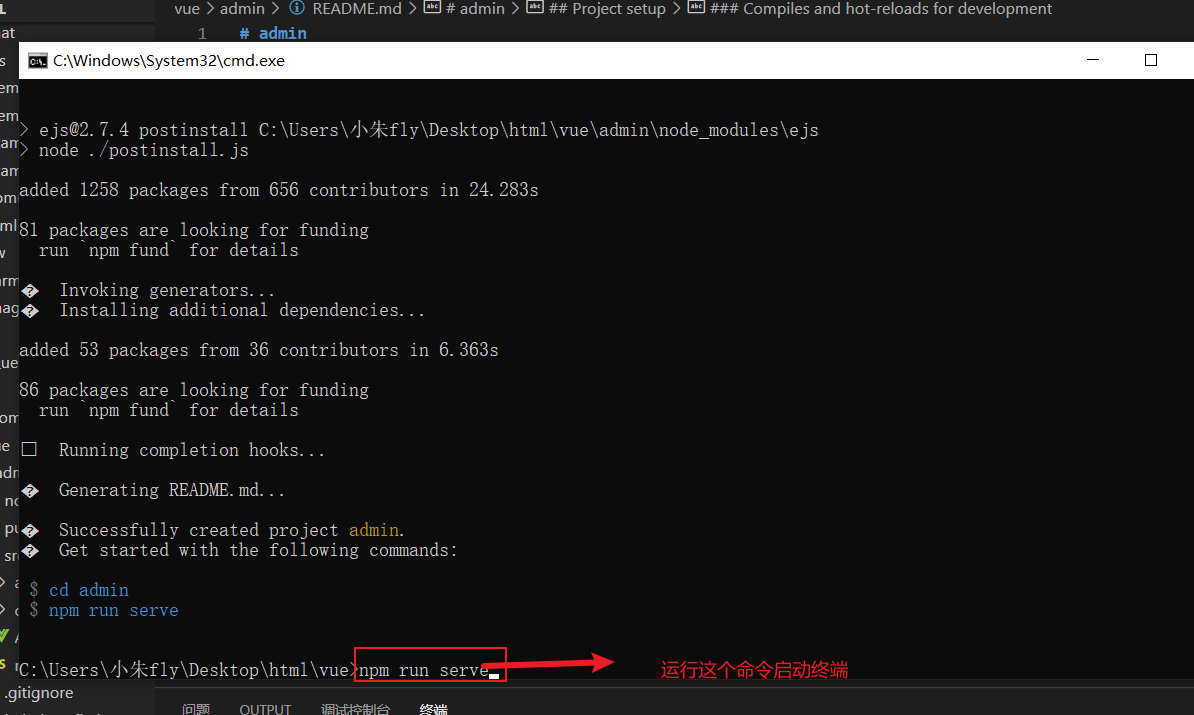 vue > admin > README.md > # admin > ## Project setup > ### Compiles and hot-reloads for development
1 # admin
C:\Windows\System32\cmd.exe
> ejs@2.7.4 postinstall C:\Users\小朱fly\Desktop\html\vue\admin\node_modules\ejs
> node ./postinstall.js
added 1258 packages from 656 contributors in 24.283s
81 packages are looking for funding
run `npm fund` for details
Invoking generators...
Installing additional dependencies...
added 53 packages from 36 contributors in 6.363s
86 packages are looking for funding
run `npm fund` for details
Running completion hooks...
Generating README.md...
Successfully created project admin.
Get started with the following commands:
$ cd admin
$ npm run serve
C:\Users\小朱fly\Desktop\html\vue>npm run serve
运行这个命令启动终端
.gitignore
问题 OUTPUT 调试控制台 终端